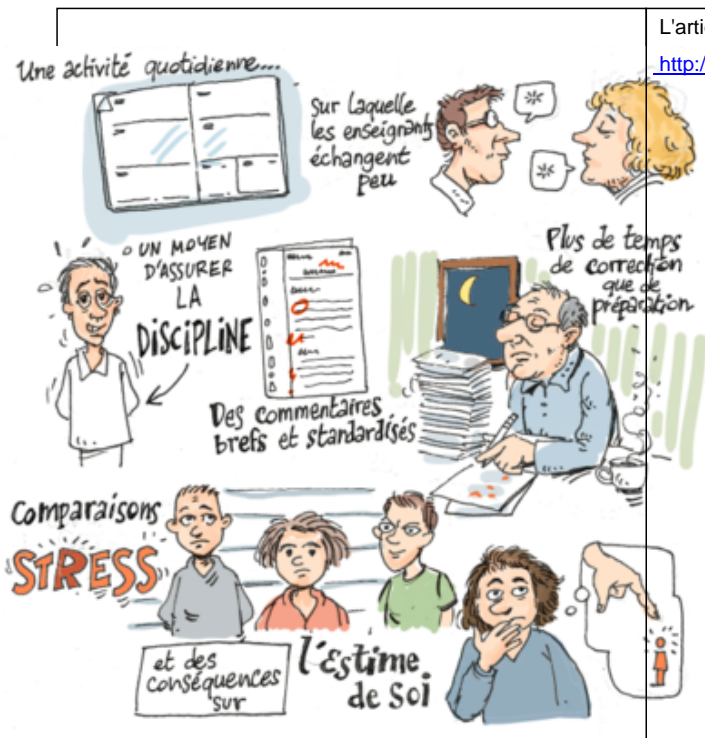 L'arti
http:/
Une activité quotidienne...
sur laquelle
les enseignants
échangent
peu
UN MOYEN
D'ASSURER
LA
DISCIPLINE
Des commentaires
brefs et standardisés
Plus de temps
de correction
que de
préparation
Comparaisons
STRESS
et des
conséquences
sur
l'Estime
de soi